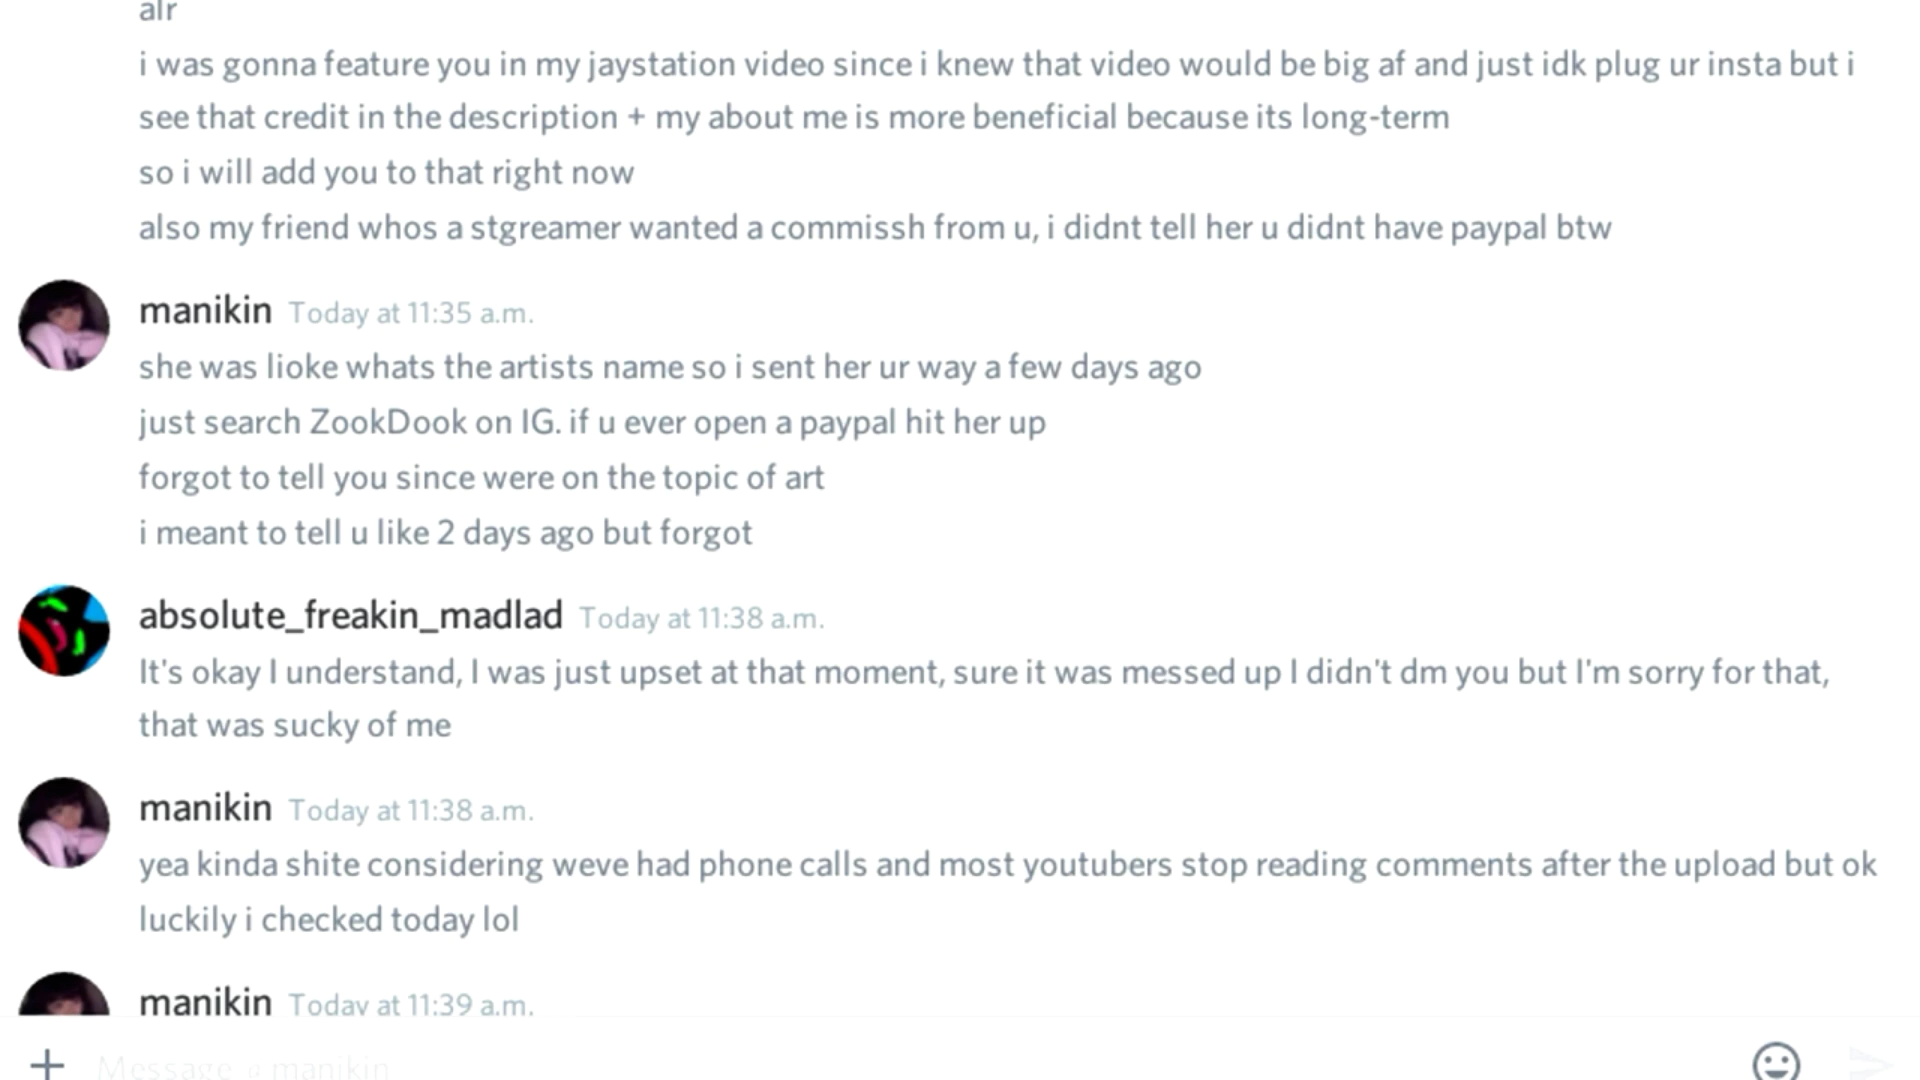 alr
i was gonna feature you in my jaystation video since i knew that video would be big af and just idk plug ur insta but i
see that credit in the description + my about me is more beneficial because its long-term
so i will add you to that right now
also my friend whos a stgreamer wanted a commissh from u, i didnt tell her u didnt have paypal btw
manikin Today at 11:35 a.m.
she was lioke whats the artists name so i sent her ur way a few days ago
just search ZookDook on IG. if u ever open a paypal hit her up
forgot to tell you since were on the topic of art
i meant to tell u like 2 days ago but forgot
absolute_freakin_madlad Today at 11:38 a.m.
It's okay I understand, I was just upset at that moment, sure it was messed up I didn't dm you but I'm sorry for that,
that was sucky of me
manikin Today at 11:38 a.m.
yea kinda shite considering weve had phone calls and most youtubers stop reading comments after the upload but ok
luckily i checked today lol
manikin Today at 11:39 a.m.
Message @manikin